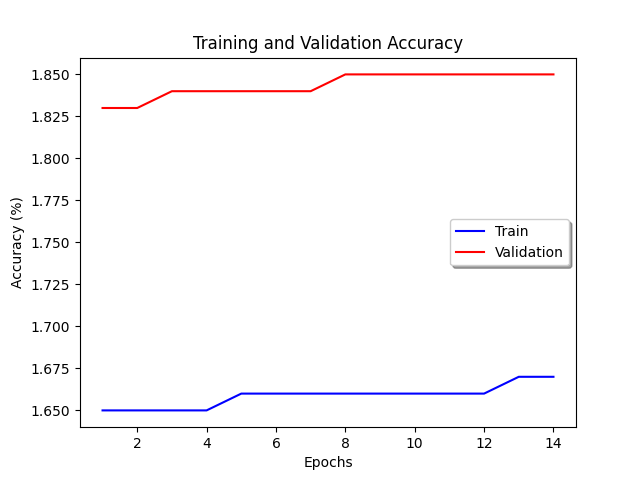 Training and Validation Accuracy
Accuracy (%)
1.850
1.825
1.800
1.775
1.750
1.725
1.700
1.675
1.650
Train
Validation
2 4 6 8 10 12 14
Epochs